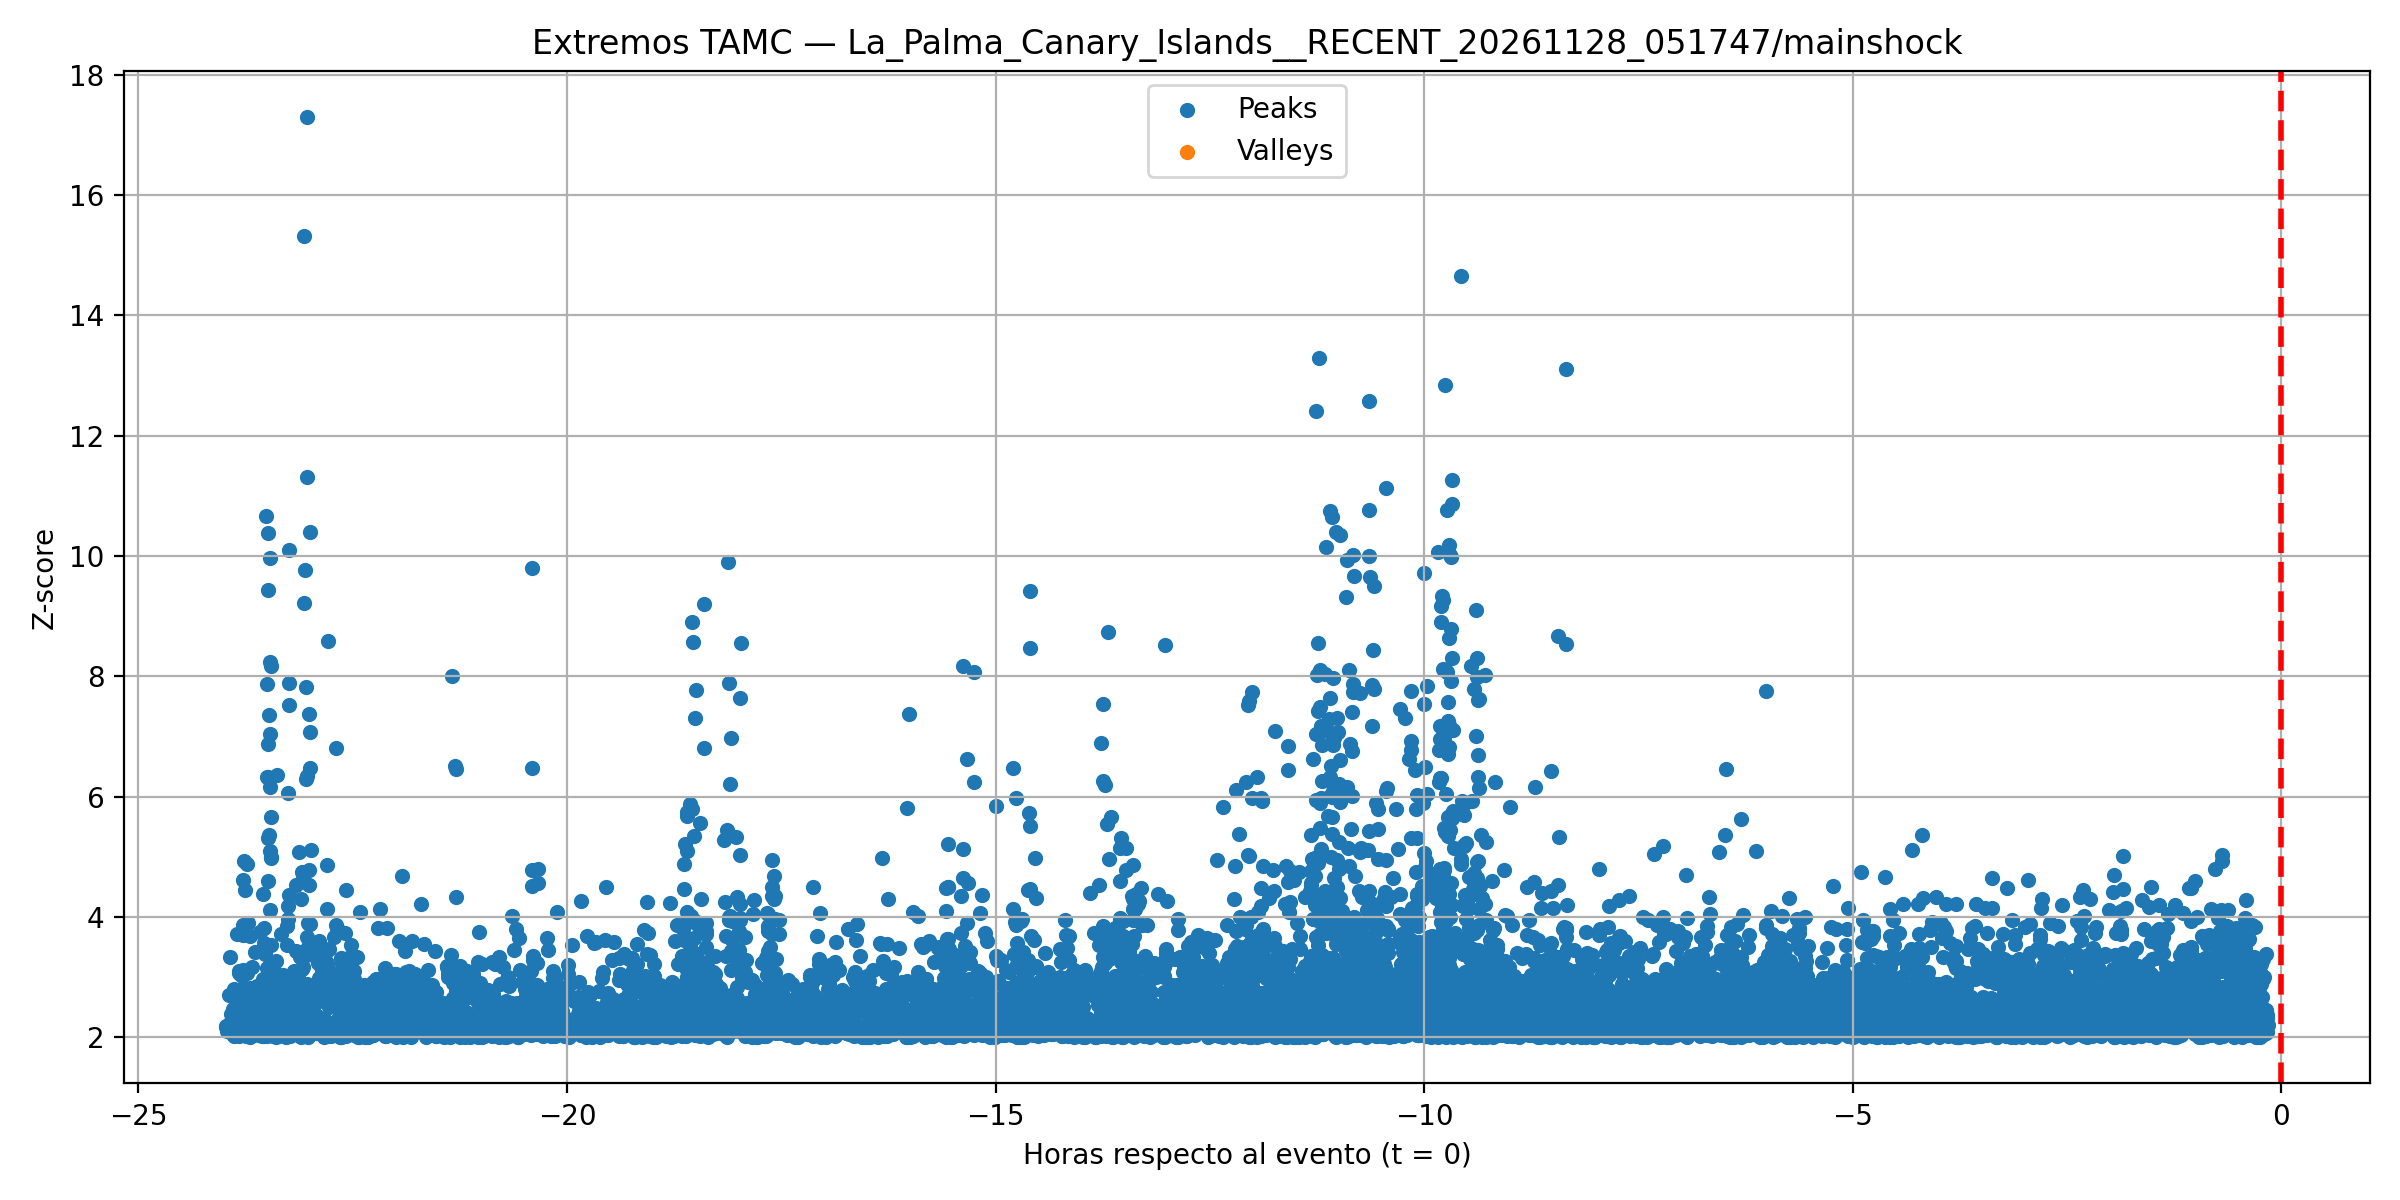 Extremos TAMC — La_Palma_Canary_Islands__RECENT_20261128_051747/mainshock
Peaks
Valleys
Z-score
18
16
14
12
10
8
6
4
2
−25 −20 −15 −10 −5 0
Horas respecto al evento (t = 0)